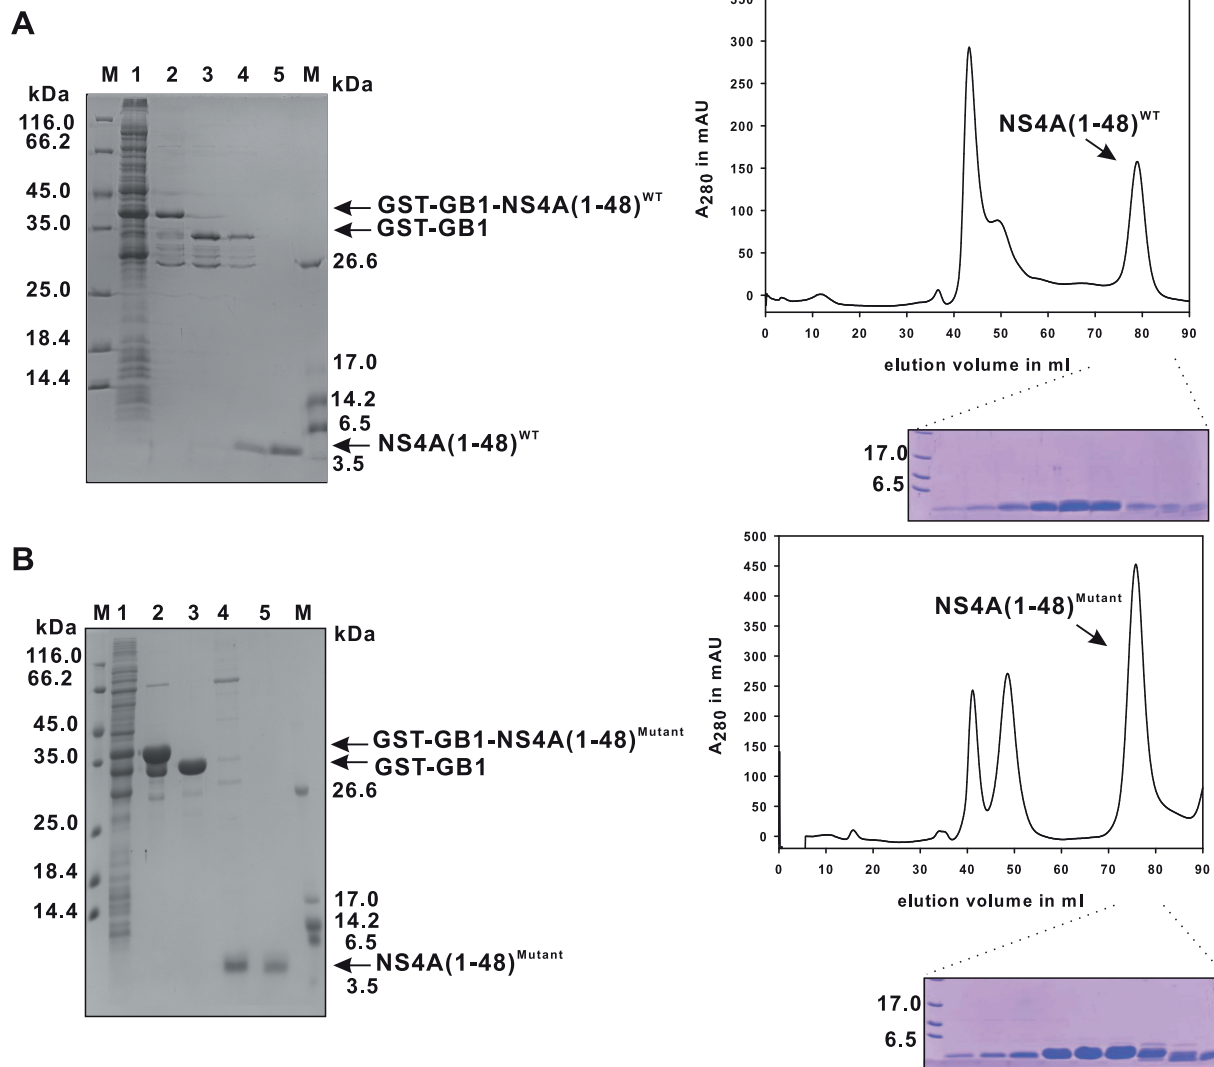 A
M 1 2 3 4 5 M
kDa
kDa
116.0
66.2
45.0
35.0
25.0
18.4
14.4
26.6
17.0
14.2
6.5
3.5
GST-GB1-NS4A(1-48)WT
GST-GB1
NS4A(1-48)WT
350
300
250
200
150
100
50
0
A280 in mAU
NS4A(1-48)WT
0 10 20 30 40 50 60 70 80 90
elution volume in ml
17.0
6.5
B
M 1 2 3 4 5 M
kDa
kDa
116.0
66.2
45.0
35.0
25.0
18.4
14.4
26.6
17.0
14.2
6.5
3.5
GST-GB1-NS4A(1-48)Mutant
GST-GB1
NS4A(1-48)Mutant
500
450
400
350
300
250
200
150
100
50
0
A280 in mAU
NS4A(1-48)Mutant
0 10 20 30 40 50 60 70 80 90
elution volume in ml
17.0
6.5